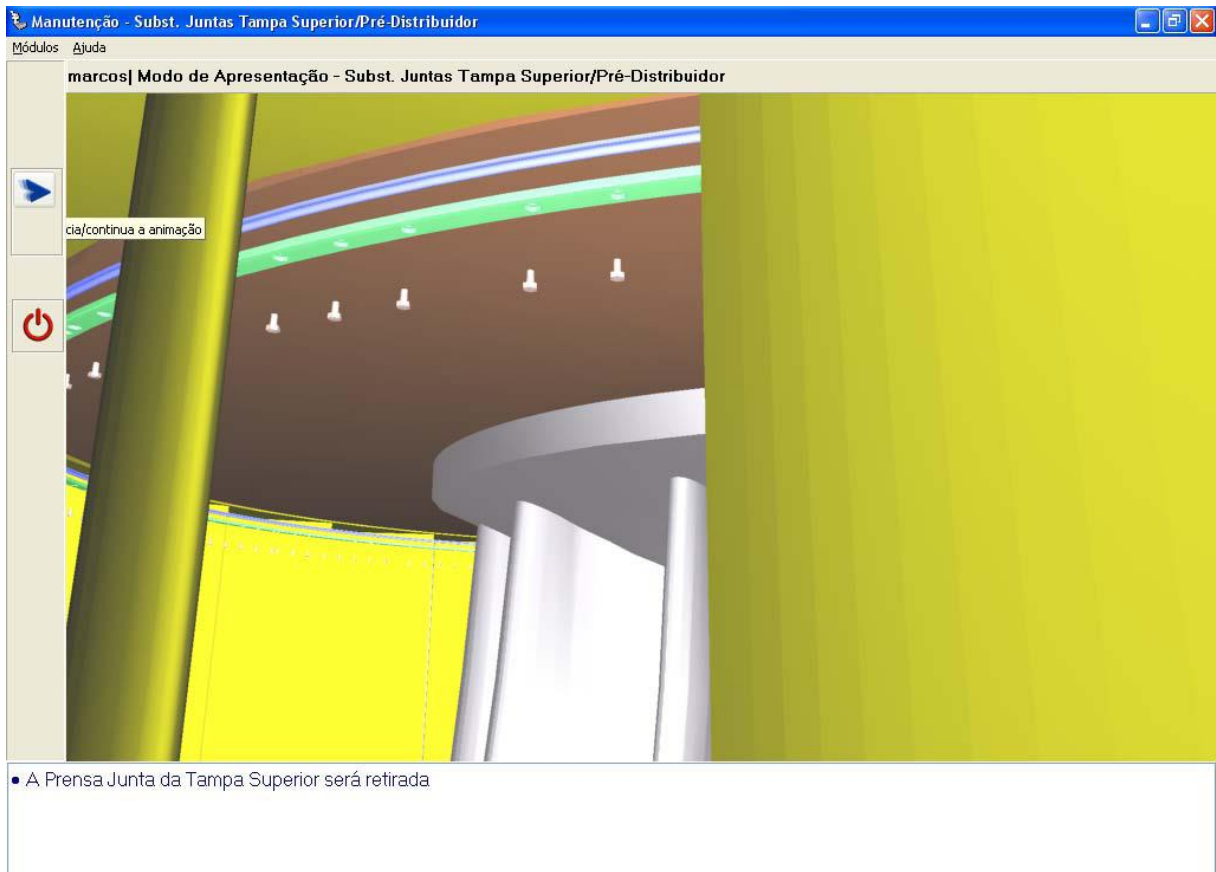 Manutenção - Subst. Juntas Tampa Superior/Pré-Distribuidor
Módulos Ajuda
marcos| Modo de Apresentação - Subst. Juntas Tampa Superior/Pré-Distribuidor
cia/continua a animação
• A Prensa Junta da Tampa Superior será retirada